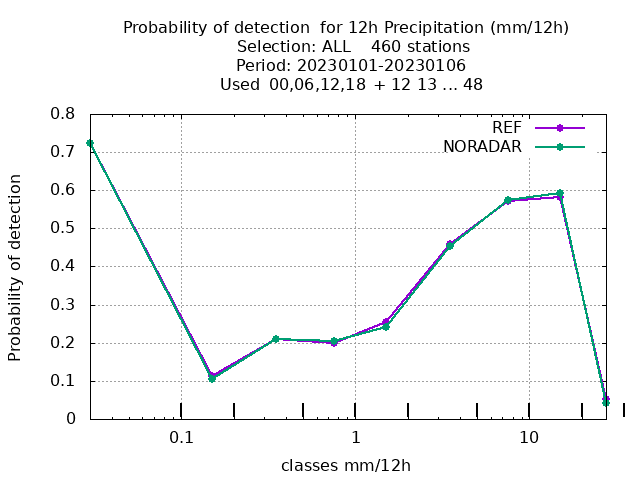 Probability of detection  for 12h Precipitation (mm/12h)
Selection: ALL    460 stations
Period: 20230101-20230106
Used  00,06,12,18  + 12 13 ... 48
REF
NORADAR
Probability of detection
0.8
0.7
0.6
0.5
0.4
0.3
0.2
0.1
0
0.1
1
10
classes mm/12h